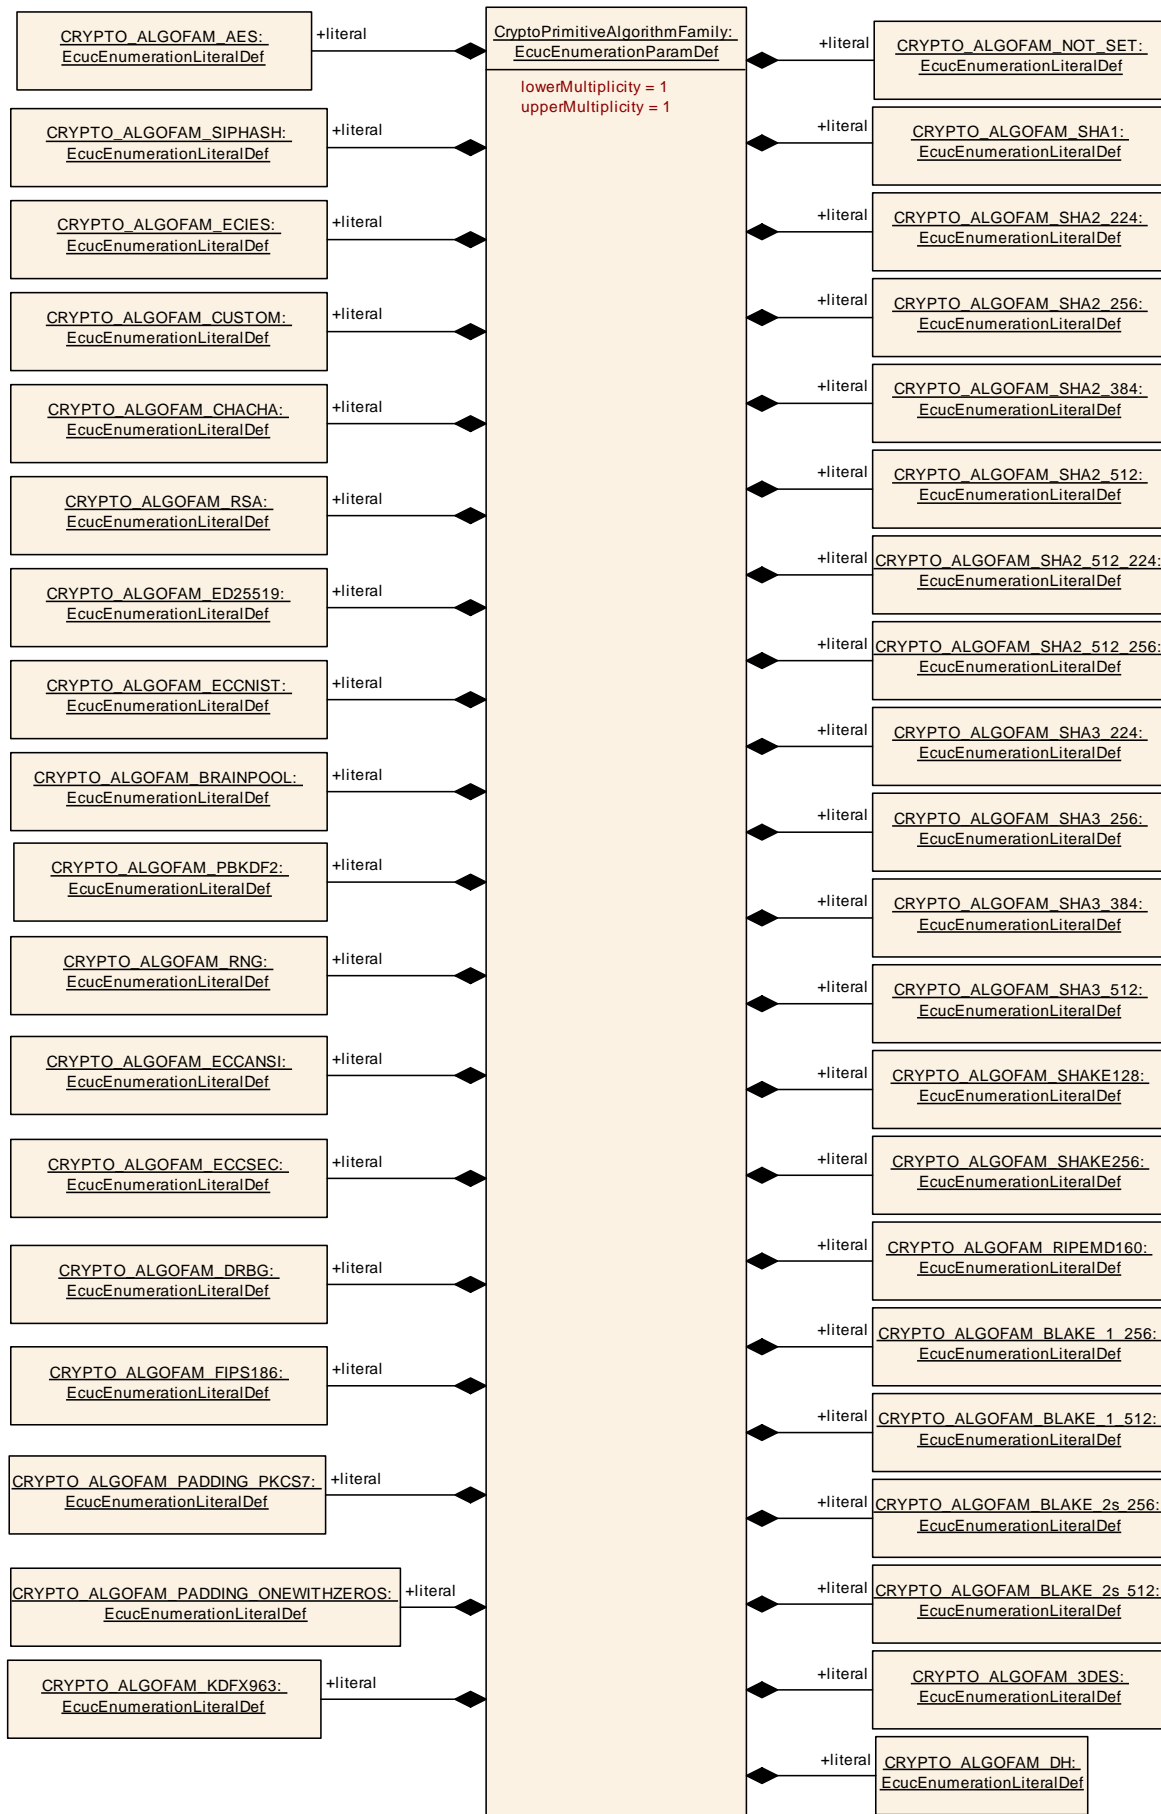 CRYPTO_ALGOFAM_AES:
EcucEnumerationLiteralDef
+literal
CRYPTO_ALGOFAM_SIPHASH:
EcucEnumerationLiteralDef
+literal
CRYPTO_ALGOFAM_ECIES:
EcucEnumerationLiteralDef
+literal
CRYPTO_ALGOFAM_CUSTOM:
EcucEnumerationLiteralDef
+literal
CRYPTO_ALGOFAM_CHACHA:
EcucEnumerationLiteralDef
+literal
CRYPTO_ALGOFAM_RSA:
EcucEnumerationLiteralDef
+literal
CRYPTO_ALGOFAM_ED25519:
EcucEnumerationLiteralDef
+literal
CRYPTO_ALGOFAM_ECCNIST:
EcucEnumerationLiteralDef
+literal
CRYPTO_ALGOFAM_BRAINPOOL:
EcucEnumerationLiteralDef
+literal
CRYPTO_ALGOFAM_PBKDF2:
EcucEnumerationLiteralDef
+literal
CRYPTO_ALGOFAM_RNG:
EcucEnumerationLiteralDef
+literal
CRYPTO_ALGOFAM_ECCANSI:
EcucEnumerationLiteralDef
+literal
CRYPTO_ALGOFAM_ECCSEC:
EcucEnumerationLiteralDef
+literal
CRYPTO_ALGOFAM_DRBG:
EcucEnumerationLiteralDef
+literal
CRYPTO_ALGOFAM_FIPS186:
EcucEnumerationLiteralDef
+literal
CRYPTO_ALGOFAM_PADDING_PKCS7:
EcucEnumerationLiteralDef
+literal
CRYPTO_ALGOFAM_PADDING_ONEWITHZEROS:
EcucEnumerationLiteralDef
+literal
CRYPTO_ALGOFAM_KDFX963:
EcucEnumerationLiteralDef
+literal
CryptoPrimitiveAlgorithmFamily:
EcucEnumerationParamDef
lowerMultiplicity = 1
upperMultiplicity = 1
+literal
CRYPTO_ALGOFAM_NOT_SET:
EcucEnumerationLiteralDef
+literal
CRYPTO_ALGOFAM_SHA1:
EcucEnumerationLiteralDef
+literal
CRYPTO_ALGOFAM_SHA2_224:
EcucEnumerationLiteralDef
+literal
CRYPTO_ALGOFAM_SHA2_256:
EcucEnumerationLiteralDef
+literal
CRYPTO_ALGOFAM_SHA2_384:
EcucEnumerationLiteralDef
+literal
CRYPTO_ALGOFAM_SHA2_512:
EcucEnumerationLiteralDef
+literal
CRYPTO_ALGOFAM_SHA2_512_224:
EcucEnumerationLiteralDef
+literal
CRYPTO_ALGOFAM_SHA2_512_256:
EcucEnumerationLiteralDef
+literal
CRYPTO_ALGOFAM_SHA3_224:
EcucEnumerationLiteralDef
+literal
CRYPTO_ALGOFAM_SHA3_256:
EcucEnumerationLiteralDef
+literal
CRYPTO_ALGOFAM_SHA3_384:
EcucEnumerationLiteralDef
+literal
CRYPTO_ALGOFAM_SHA3_512:
EcucEnumerationLiteralDef
+literal
CRYPTO_ALGOFAM_SHAKE128:
EcucEnumerationLiteralDef
+literal
CRYPTO_ALGOFAM_SHAKE256:
EcucEnumerationLiteralDef
+literal
CRYPTO_ALGOFAM_RIPEMD160:
EcucEnumerationLiteralDef
+literal
CRYPTO_ALGOFAM_BLAKE_1_256:
EcucEnumerationLiteralDef
+literal
CRYPTO_ALGOFAM_BLAKE_1_512:
EcucEnumerationLiteralDef
+literal
CRYPTO_ALGOFAM_BLAKE_2s_256:
EcucEnumerationLiteralDef
+literal
CRYPTO_ALGOFAM_BLAKE_2s_512:
EcucEnumerationLiteralDef
+literal
CRYPTO_ALGOFAM_3DES:
EcucEnumerationLiteralDef
+literal
CRYPTO_ALGOFAM_DH:
EcucEnumerationLiteralDef